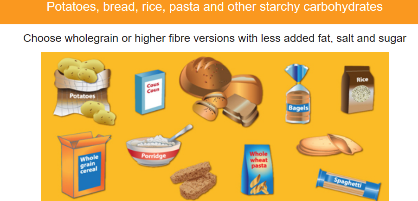 Potatoes, bread, rice, pasta and other starchy carbohydrates
Choose wholegrain or higher fibre versions with less added fat, salt and sugar
Potatoes
Cous
Cous
Bagels
Rice
Whole
grain
cereal
Porridge
Whole
wheat
pasta
Spaghetti